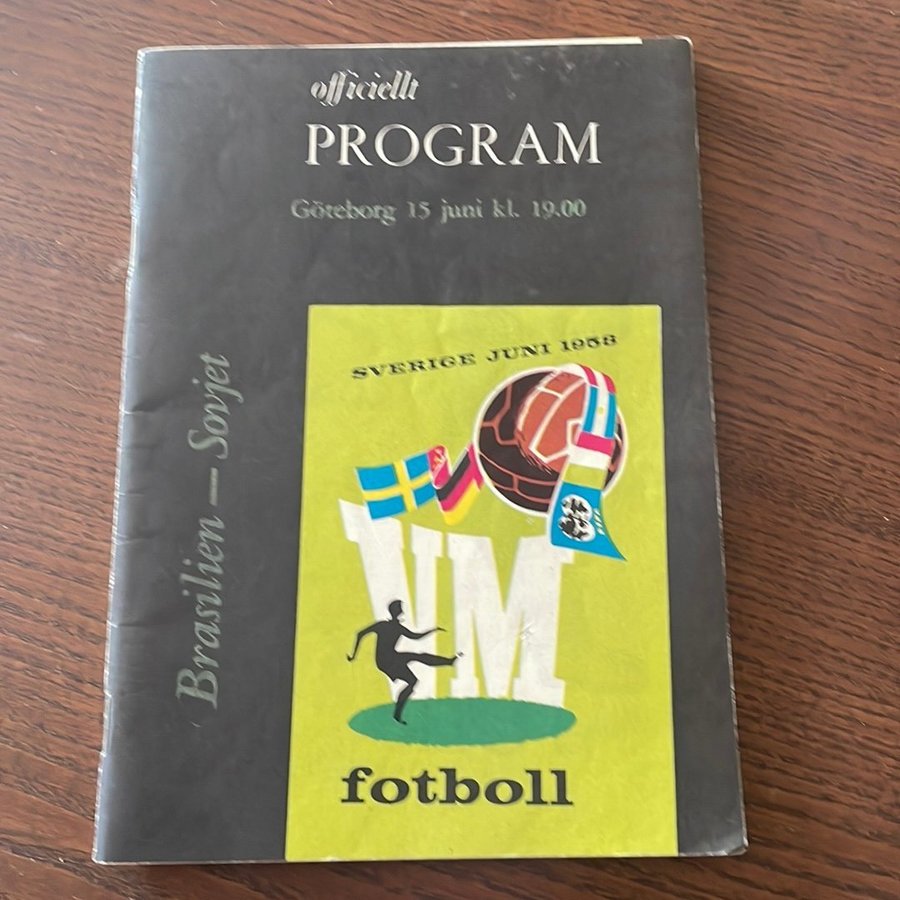 officiellt
PROGRAM
Göteborg 15 juni kl. 19.00
Brasilien — Sovjet
SVERIGE JUNI 1958
VM
fotboll